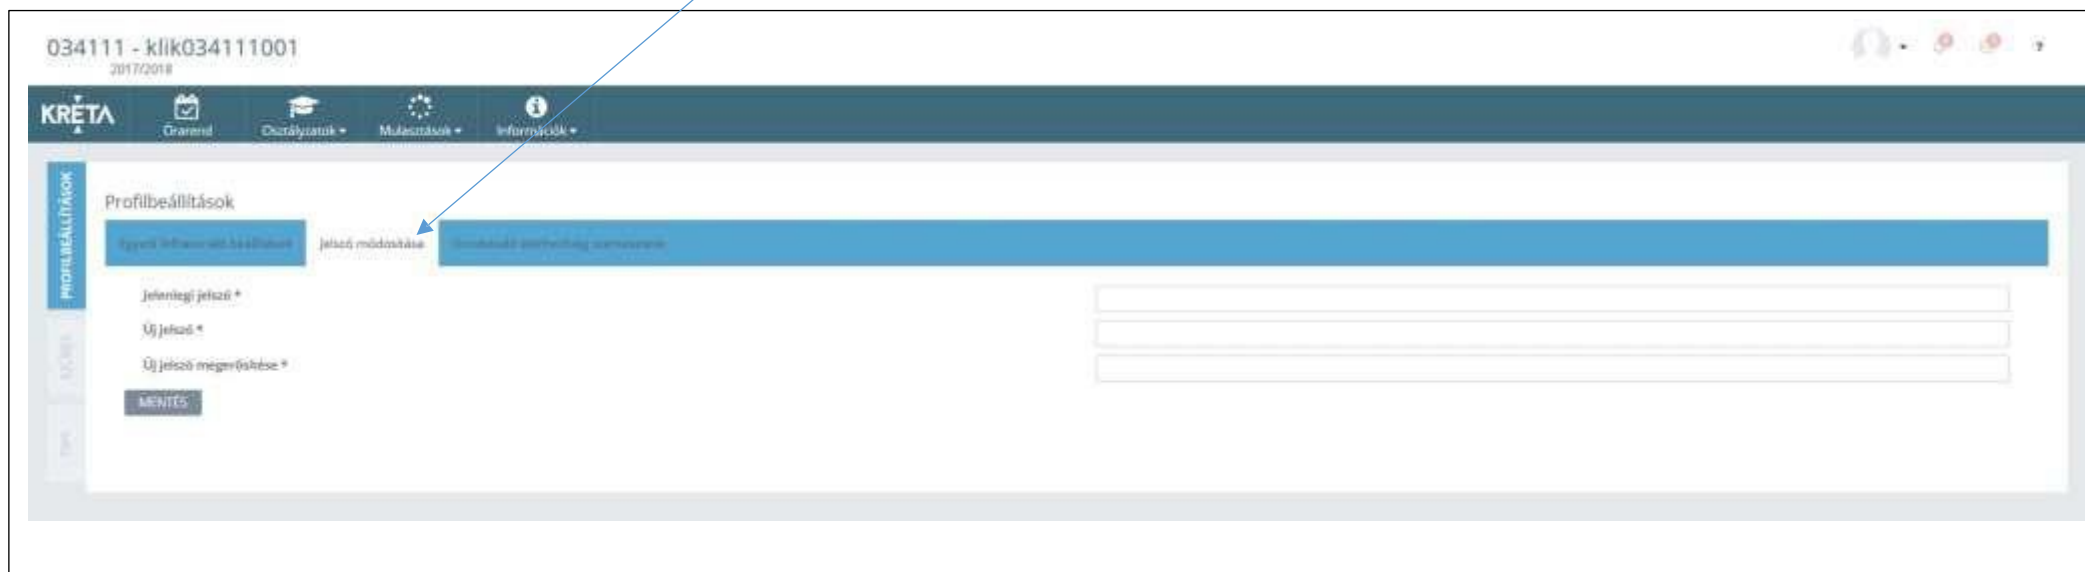 034111 - klik034111001
2017/2018
KRÉTA
Órarend
Osztályzatok
Mulasztások
Információk
PROFILBEÁLLÍTÁSOK
Profilbeállítások
Jelszó módosítása
Jelenlegi jelszó *
Új jelszó *
Új jelszó megerősítése *
MENTÉS